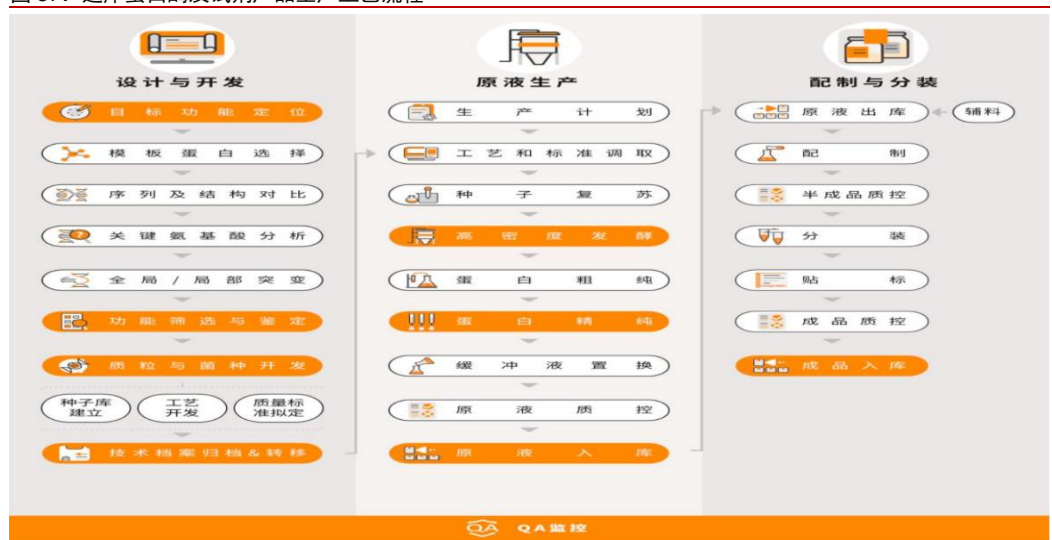 设计与开发
目标功能定位
模板蛋白选择
序列及结构对比
关键氨基酸分析
全局/局部突变
功能筛选与鉴定
质粒与菌种开发
种子库
建立
工艺
开发
质量标
准拟定
技术档案归档&转移
原液生产
生产计划
工艺和标准调取
种子复苏
高密度发酵
蛋白粗纯
蛋白精纯
缓冲液置换
原液质控
原液入库
配制与分装
原液出库
辅料
配制
半成品质控
分装
贴标
成品质控
成品入库
QA QA监控